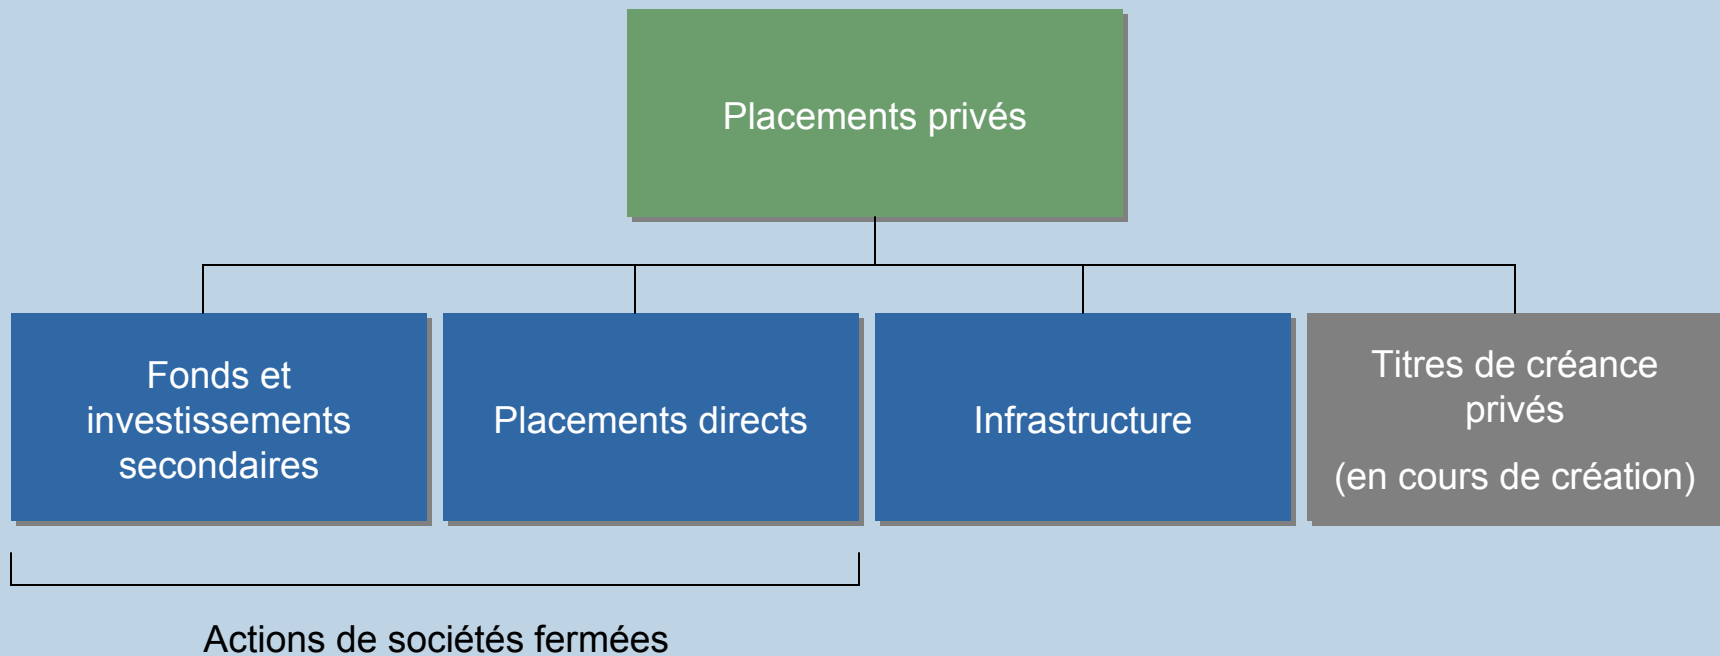 Placements privés
Fonds et
investissements
secondaires
Placements directs
Infrastructure
Titres de créance
privés
(en cours de création)
Actions de sociétés fermées